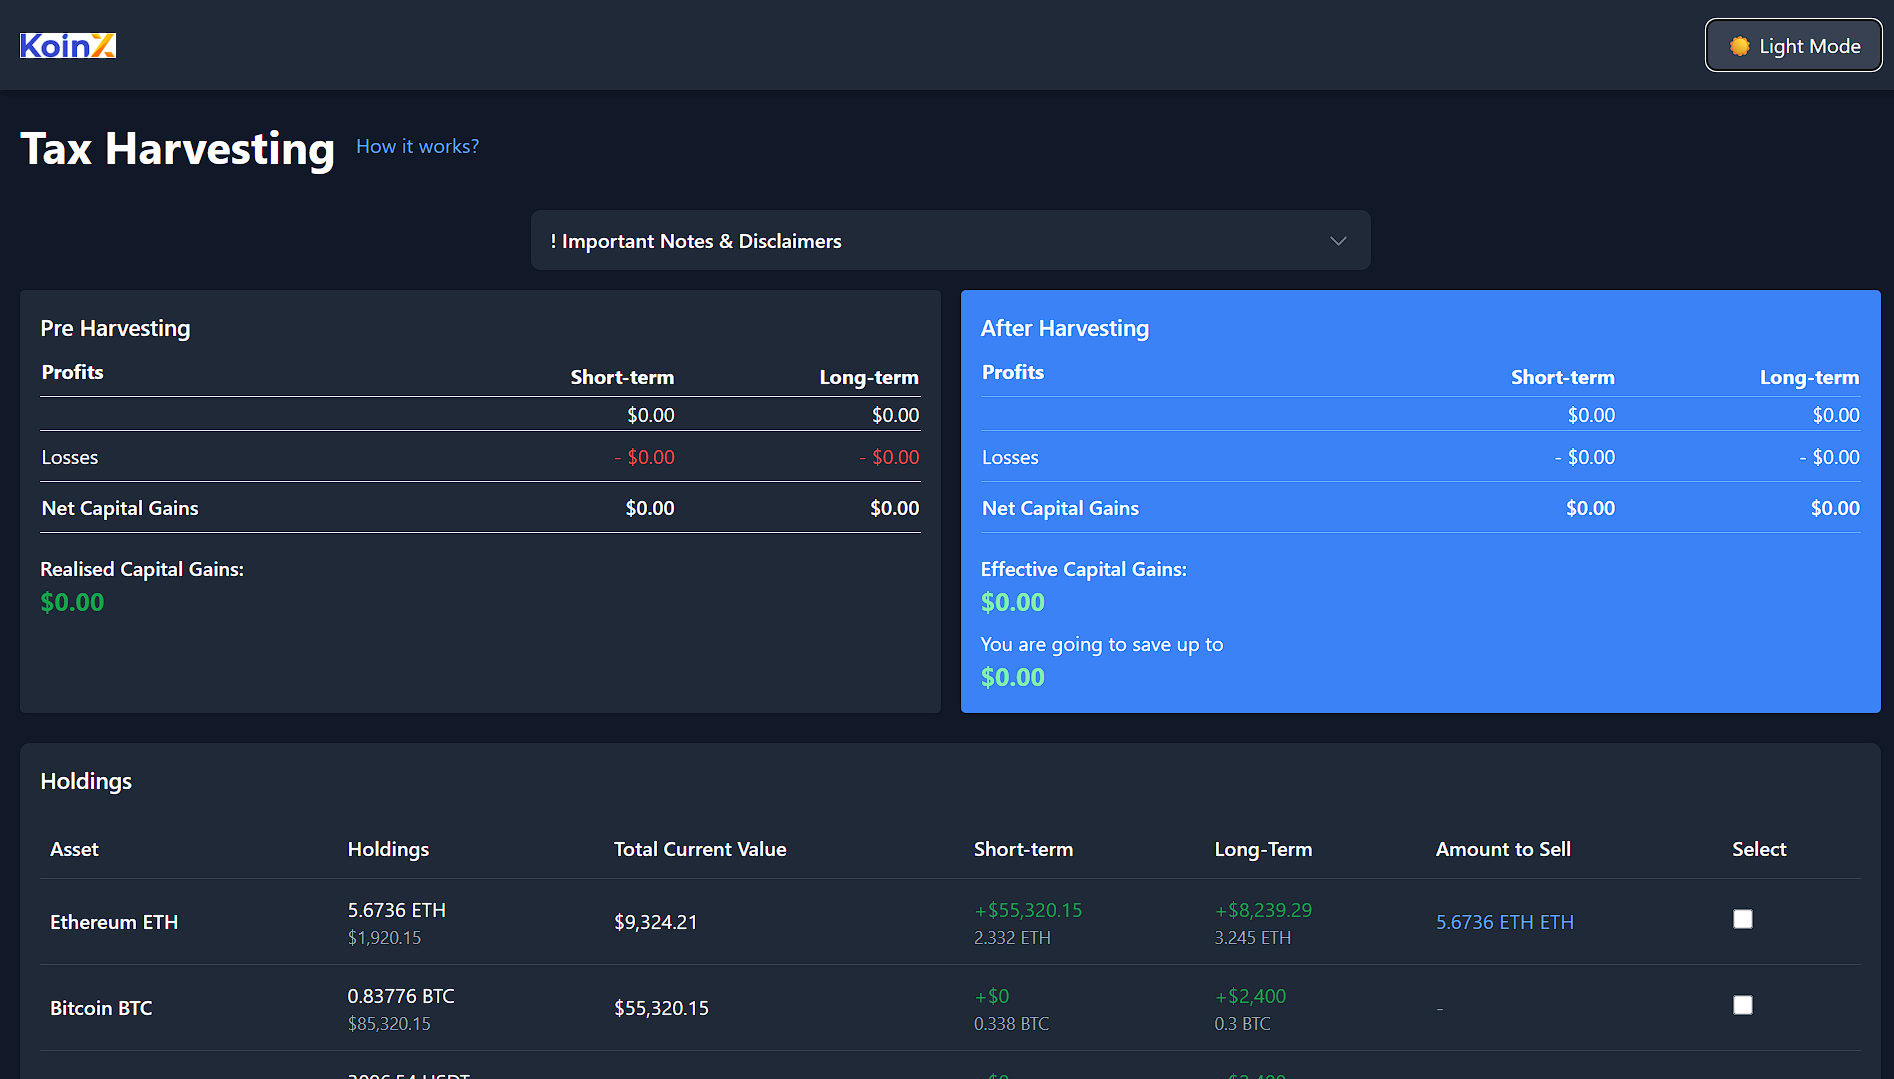 KoinX
Light Mode
Tax Harvesting How it works?
! Important Notes & Disclaimers
Pre Harvesting
Profits Short-term Long-term
$0.00 $0.00
Losses - $0.00 - $0.00
Net Capital Gains $0.00 $0.00
Realised Capital Gains:
$0.00
After Harvesting
Profits Short-term Long-term
$0.00 $0.00
Losses - $0.00 - $0.00
Net Capital Gains $0.00 $0.00
Effective Capital Gains:
$0.00
You are going to save up to
$0.00
Holdings
Asset Holdings Total Current Value Short-term Long-Term Amount to Sell Select
Ethereum ETH 5.6736 ETH $9,324.21 +$55,320.15 +$8,239.29 5.6736 ETH ETH
$1,920.15 2.332 ETH 3.245 ETH
Bitcoin BTC 0.83776 BTC $55,320.15 +$0 +$2,400 -
$85,320.15 0.338 BTC 0.3 BTC